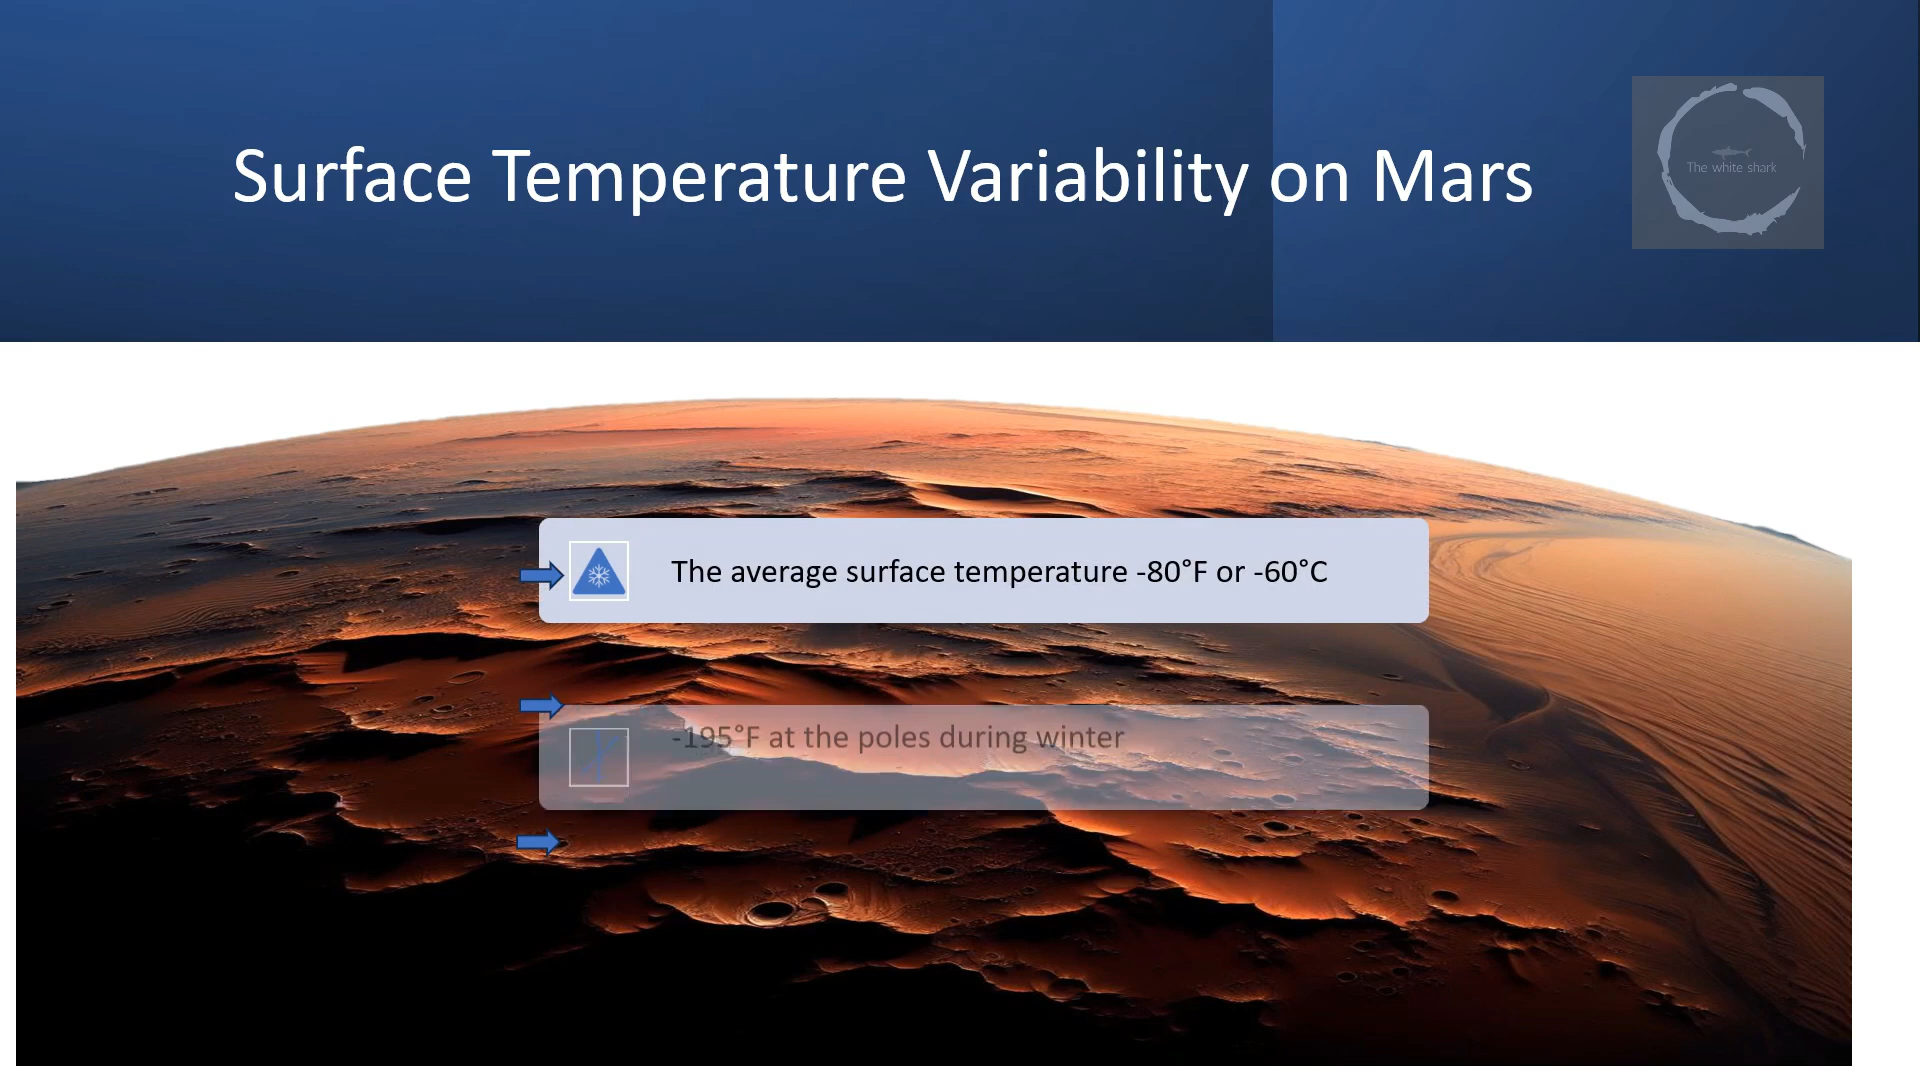 Surface Temperature Variability on Mars
The white shark
The average surface temperature -80°F or -60°C
-195°F at the poles during winter